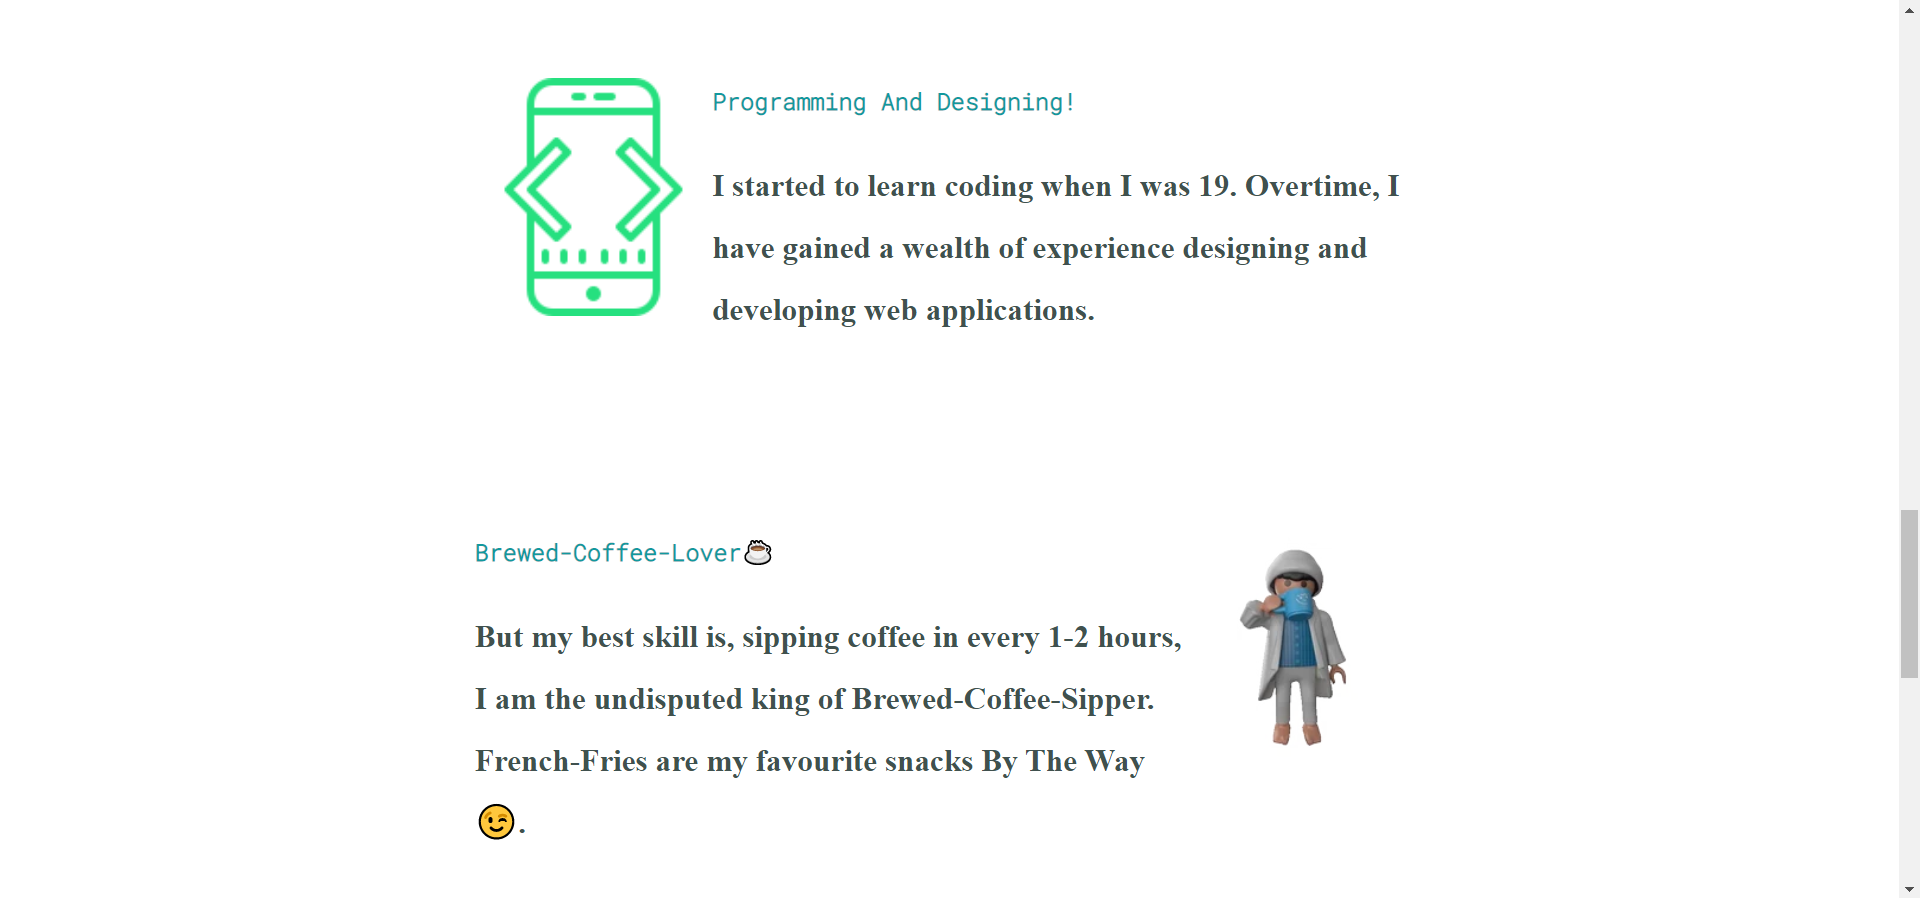 Programming And Designing!
I started to learn coding when I was 19. Overtime, I
have gained a wealth of experience designing and
developing web applications.
Brewed-Coffee-Lover☕
But my best skill is, sipping coffee in every 1-2 hours,
I am the undisputed king of Brewed-Coffee-Sipper.
French-Fries are my favourite snacks By The Way
😉.